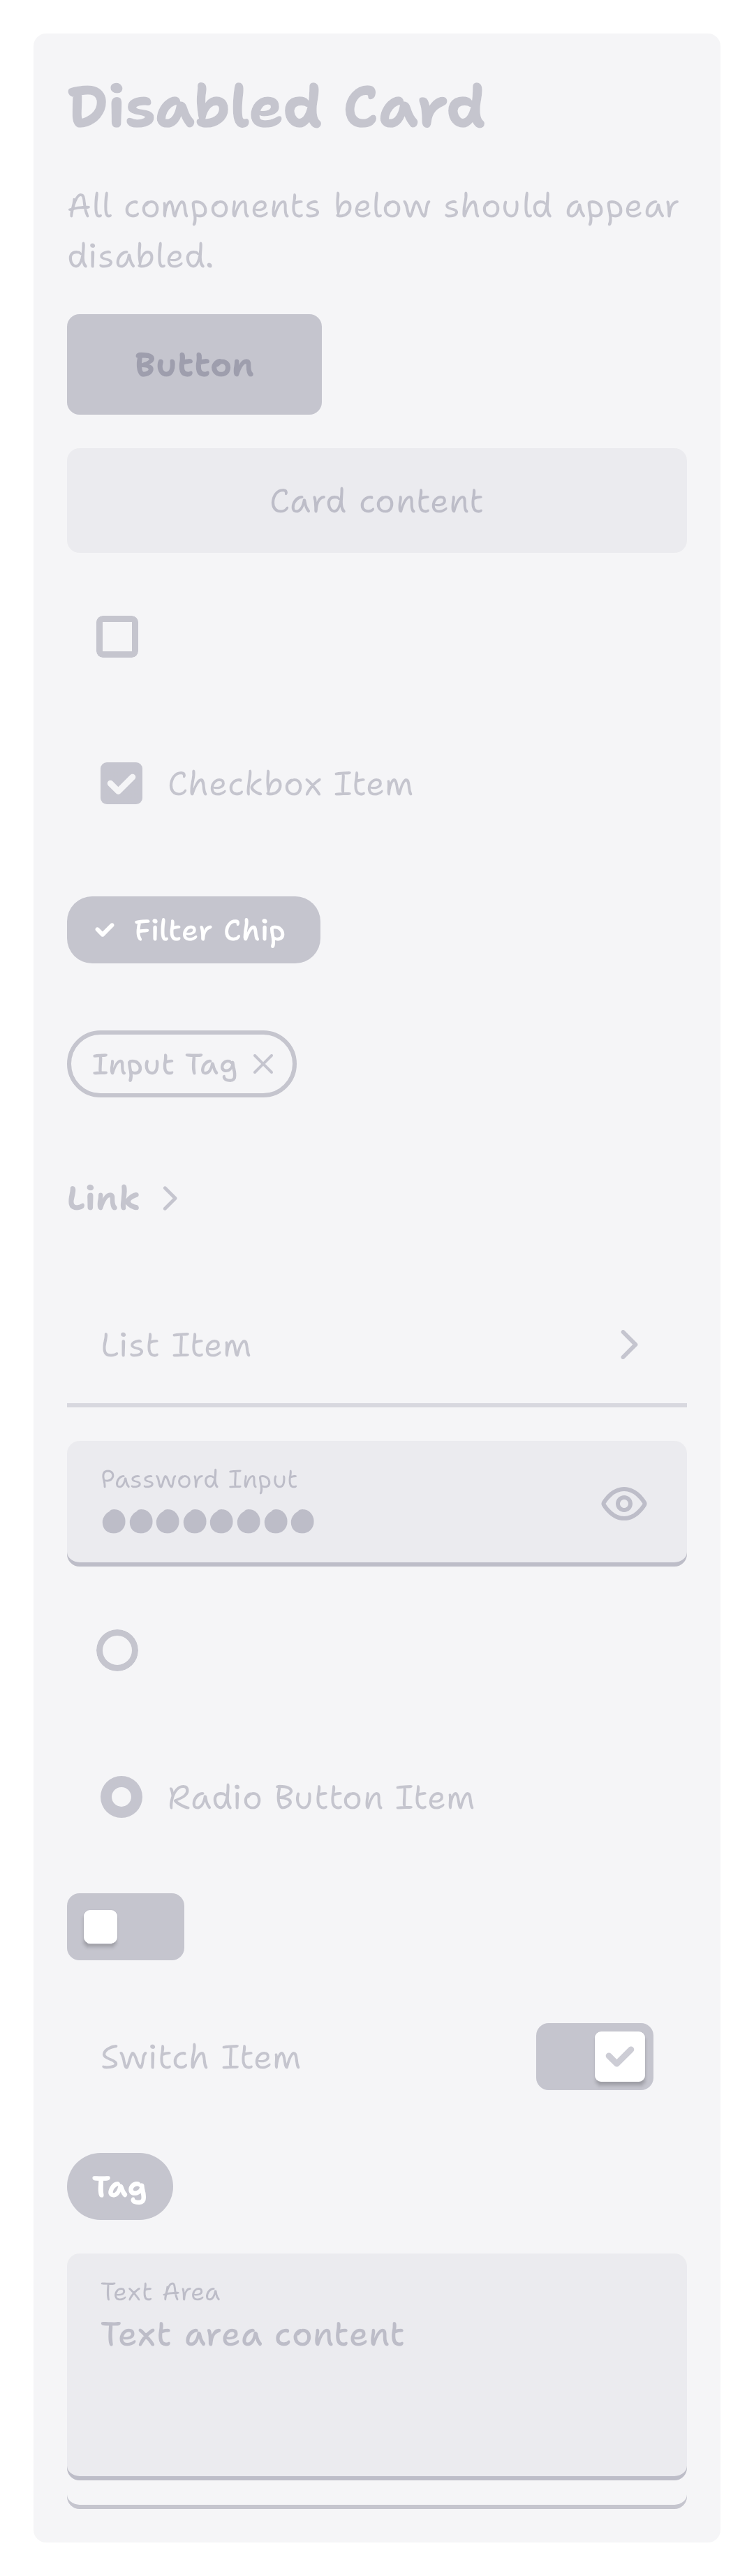 Disabled Card
All components below should appear
disabled.
Button
Card content
Checkbox Item
Filter Chip
Input Tag
Link
List Item
Password Input
Radio Button Item
Switch Item
Tag
Text Area
Text area content